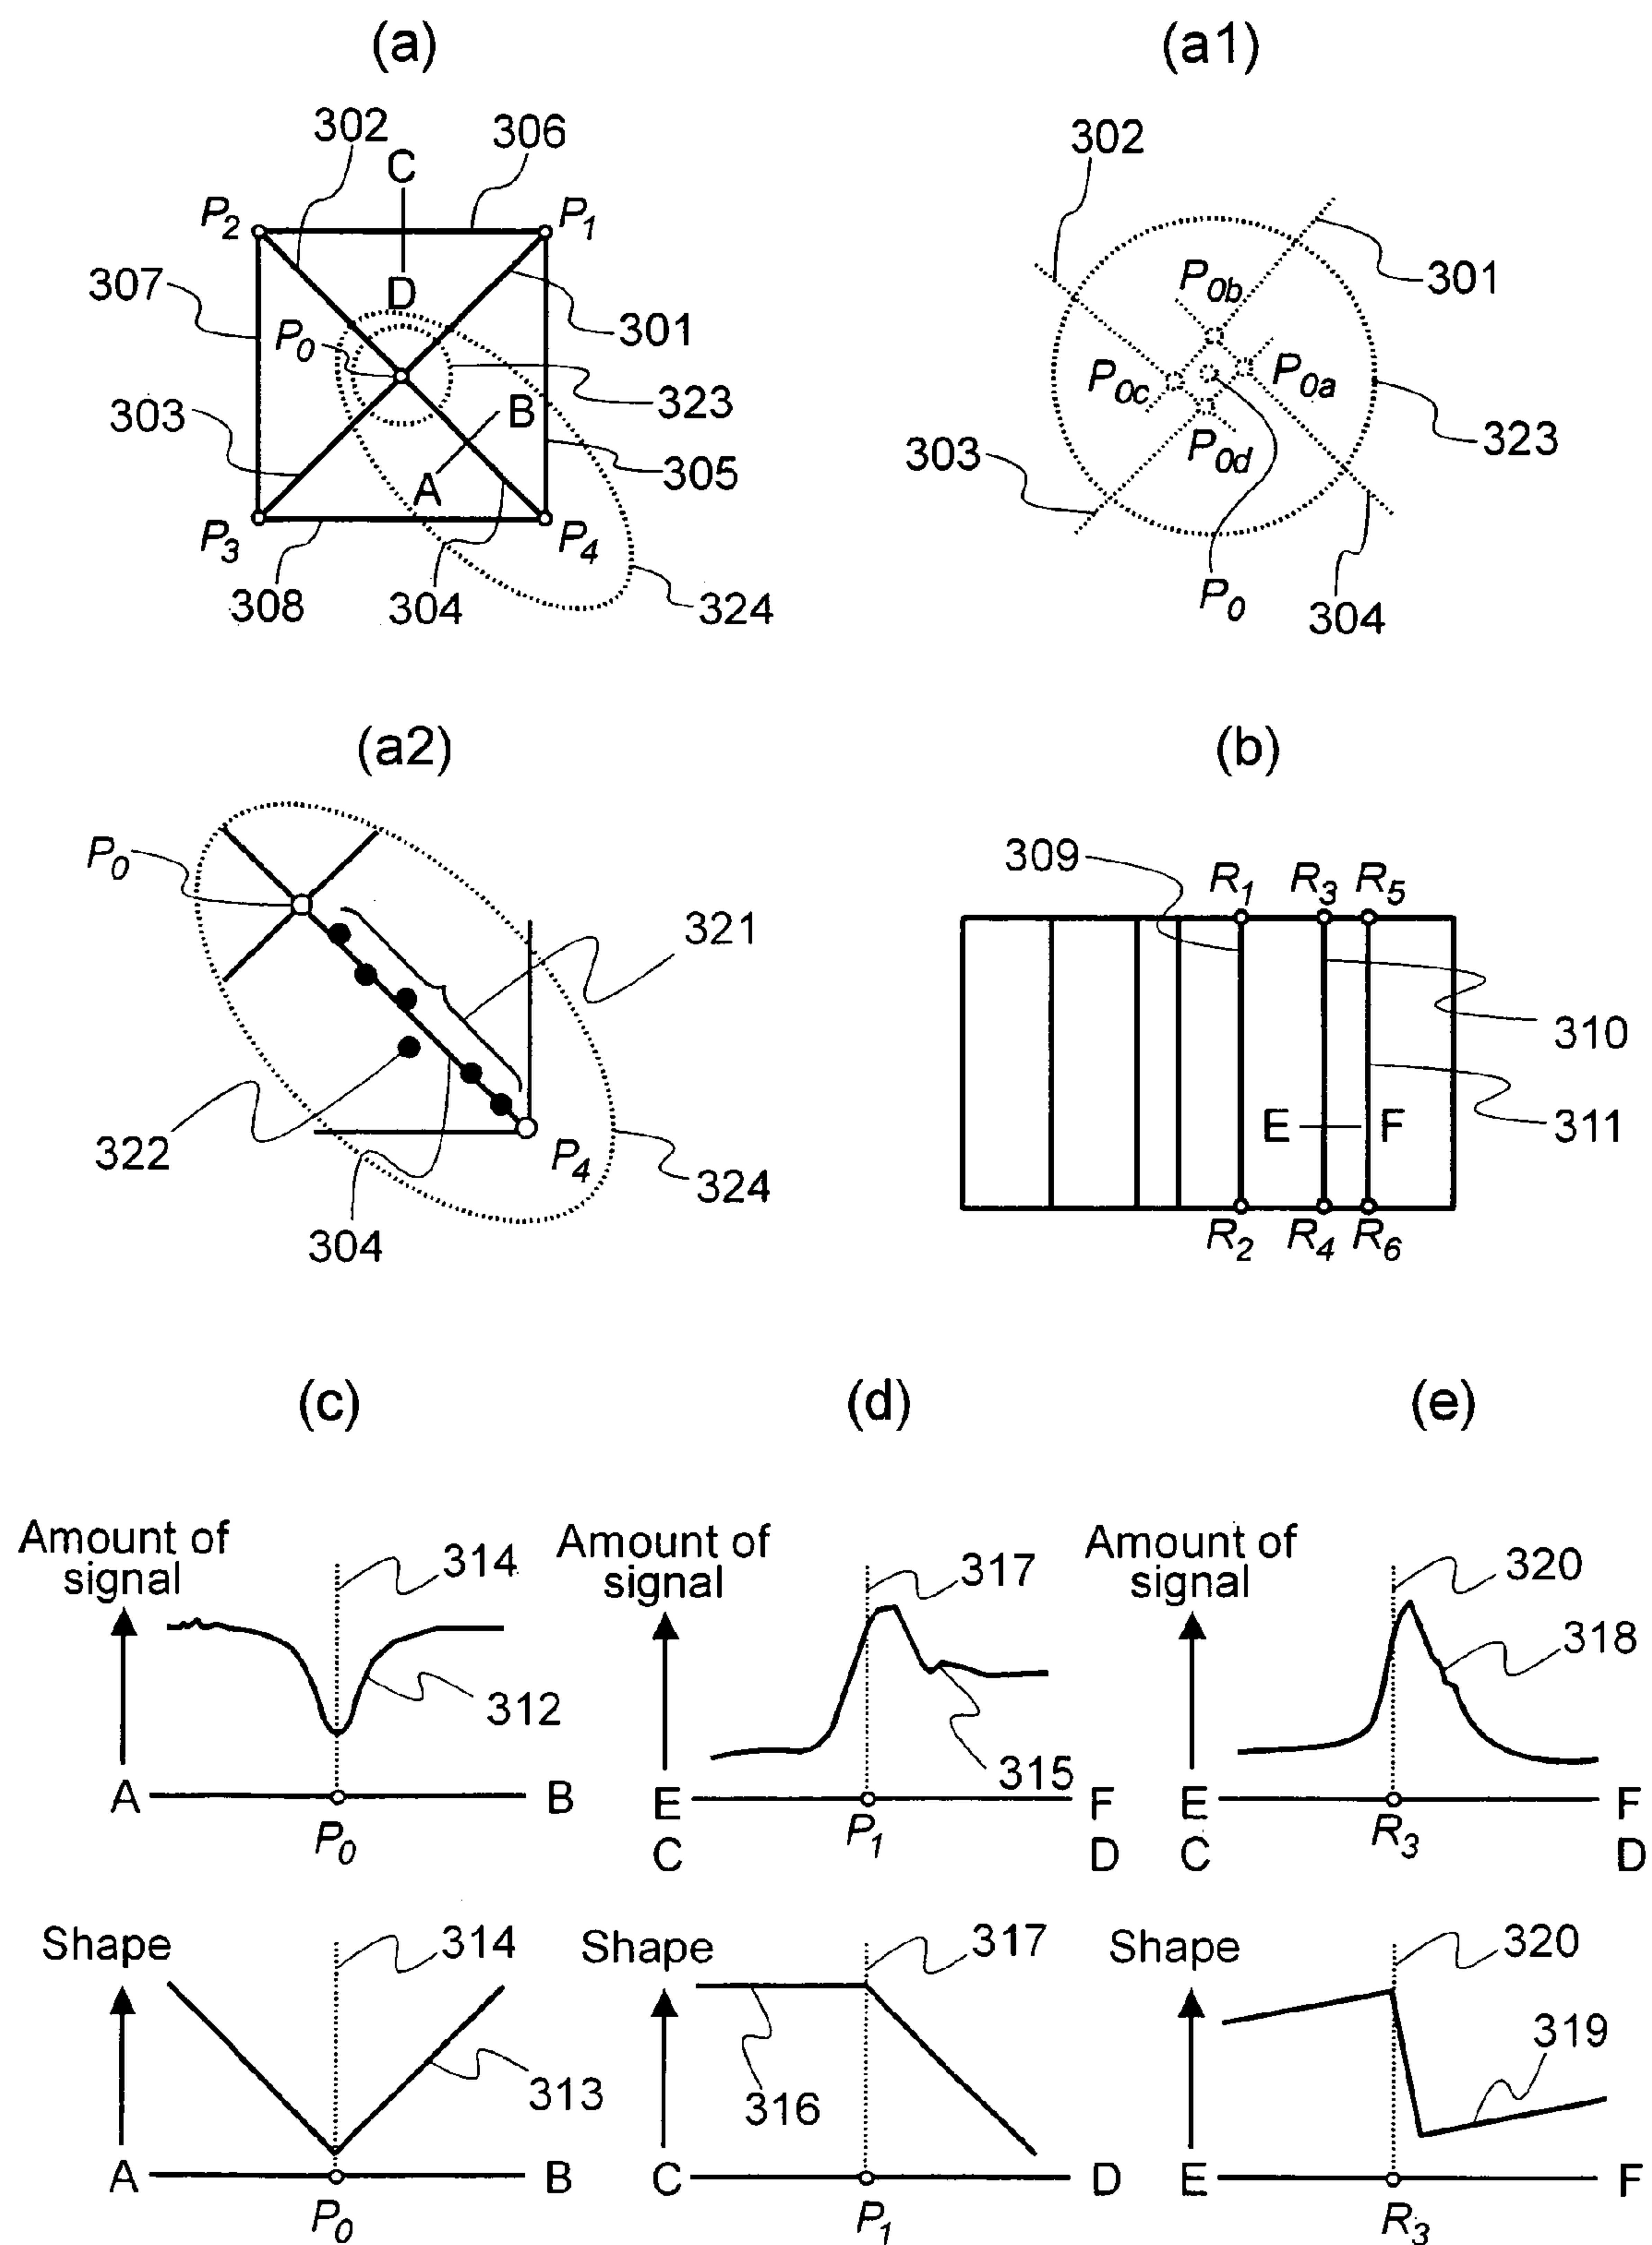 (a)
(a1)
302
306
C
P2
P1
307
D
301
P0
323
303
B
A
305
P3
P4
308
304
324
302
P0b
301
P0c
P0a
303
P0d
323
P0
304
(a2)
(b)
P0
321
322
P4
324
304
309
R1
R3
R5
310
E
F
311
R2
R4
R6
(c)
(d)
(e)
Amount of
signal
314
312
A
B
P0
Amount of
signal
317
315
E
F
P1
C
D
Amount of
signal
320
318
E
F
R3
C
D
Shape
314
313
A
B
P0
Shape
317
316
C
D
P1
Shape
320
319
E
F
R3